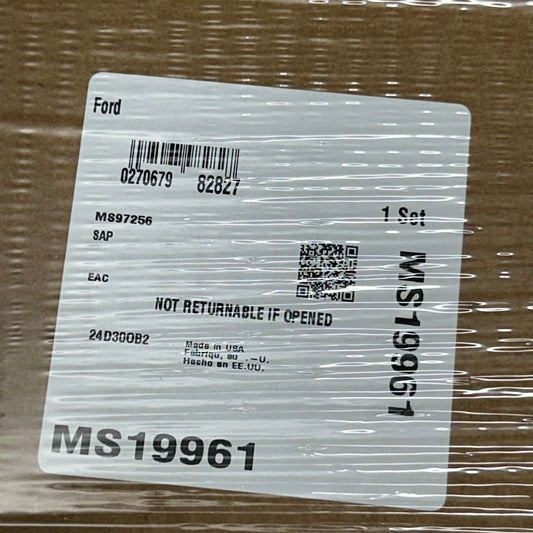 Ford
0270679 82827
MS97256
1 Set
SAP
EAC
NOT RETURNABLE IF OPENED
24D300B2
Made in USA
Hecho en EE.UU.
MS19961
MS19961